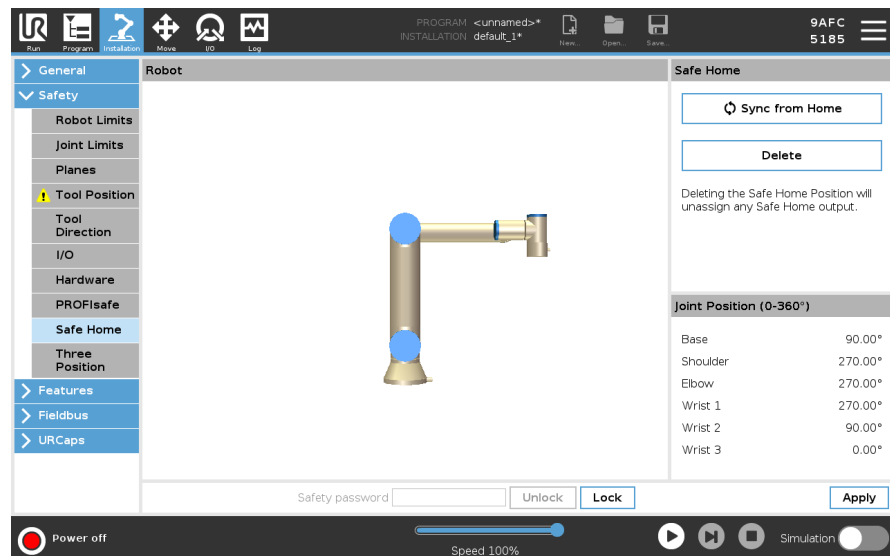 UR
Run
Program
Installation
Move
I/O
Log
PROGRAM <unnamed>*
INSTALLATION default_1*
New...
Open...
Save...
9AFC
5185
General
Safety
Robot Limits
Joint Limits
Planes
Tool Position
Tool
Direction
I/O
Hardware
PROFIsafe
Safe Home
Three
Position
Features
Fieldbus
URCaps
Robot
Safe Home
Sync from Home
Delete
Deleting the Safe Home Position will
unassign any Safe Home output.
Joint Position (0-360°)
Base 90.00°
Shoulder 270.00°
Elbow 270.00°
Wrist 1 270.00°
Wrist 2 90.00°
Wrist 3 0.00°
Safety password Unlock Lock Apply
Power off
Speed 100%
Simulation